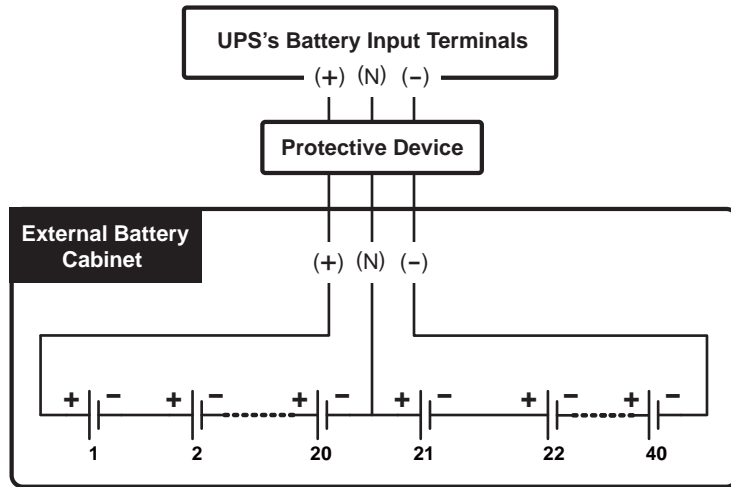 UPS’s Battery Input Terminals
(+) (N) (−)
Protective Device
External Battery
Cabinet
(+) (N) (−)
+ − + − + − + − + − + −
1 2 20 21 22 40